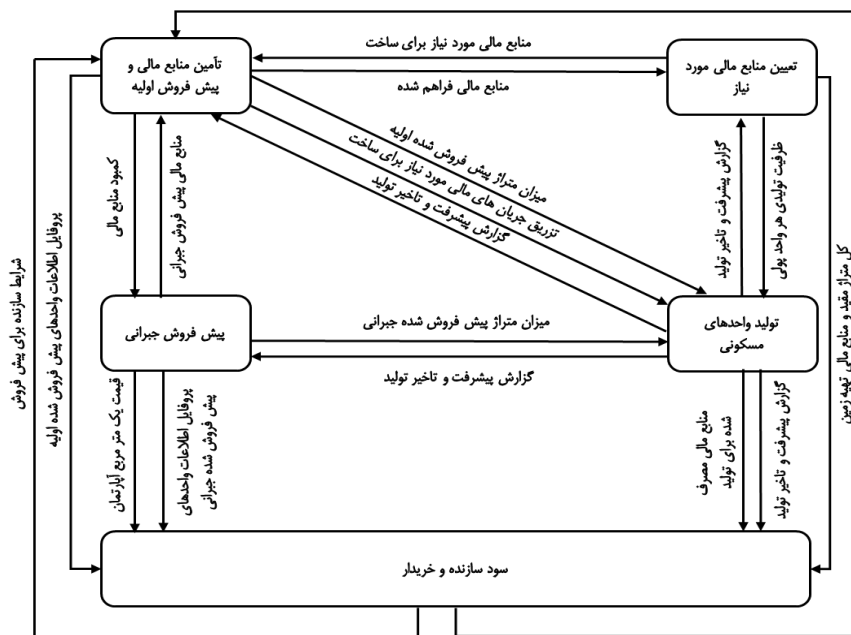 منابع مالی مورد نیاز برای ساخت
تعیین منابع مالی مورد
نیاز
تأمین منابع مالی و
پیش فروش اولیه
منابع مالی فراهم شده
میزان متراژ پیش فروش شده اولیه
تزریق جریان های مالی مورد نیاز برای ساخت
گزارش پیشرفت و تاخیر تولید
گزارش پیشرفت و تاخیر تولید
ظرفیت تولیدی هر واحد پولی
کل متراژ مفید و منابع مالی تهیه زمین
کمبود منابع مالی
منابع مالی پیش فروش جبرانی
پروفایل اطلاعات واحدهای پیش فروش شده اولیه
شرایط سازنده برای پیش فروش
تولید واحدهای
مسکونی
پیش فروش جبرانی
میزان متراژ پیش فروش شده جبرانی
گزارش پیشرفت و تاخیر تولید
منابع مالی مصرف
شده برای تولید
گزارش پیشرفت و تاخیر تولید
قیمت یک متر مربع آپارتمان
پروفایل اطلاعات واحدهای
پیش فروش شده جبرانی
سود سازنده و خریدار